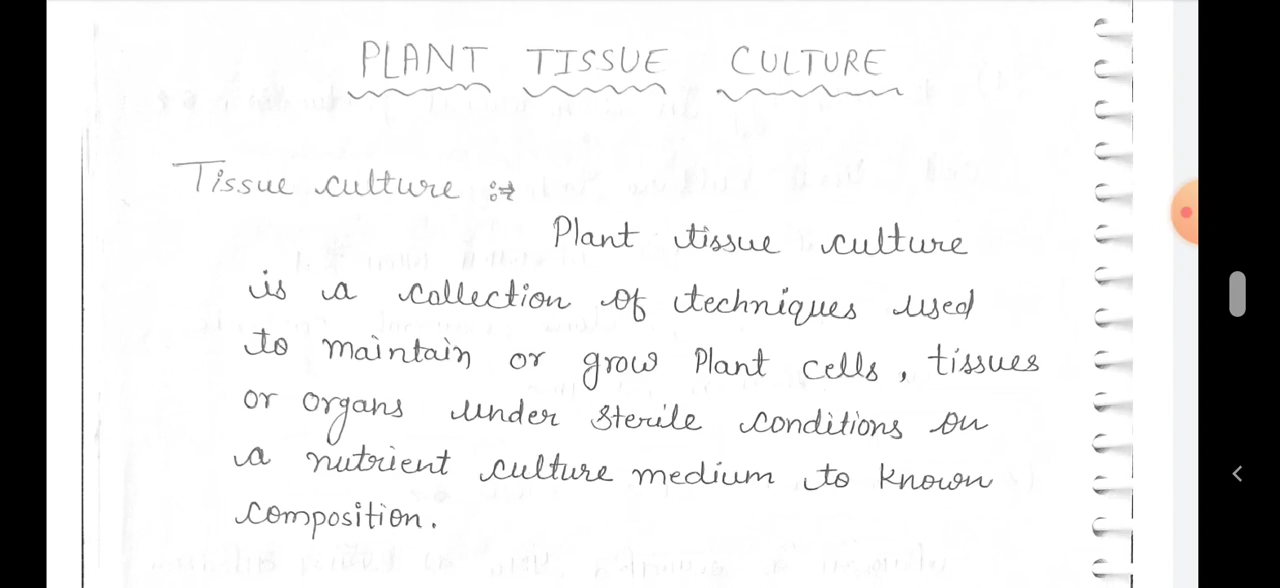 PLANT TISSUE CULTURE
Tissue culture :→
Plant tissue culture
is a collection of techniques used
to maintain or grow Plant cells, tissues
or organs under sterile conditions on
a nutrient culture medium to known
composition.